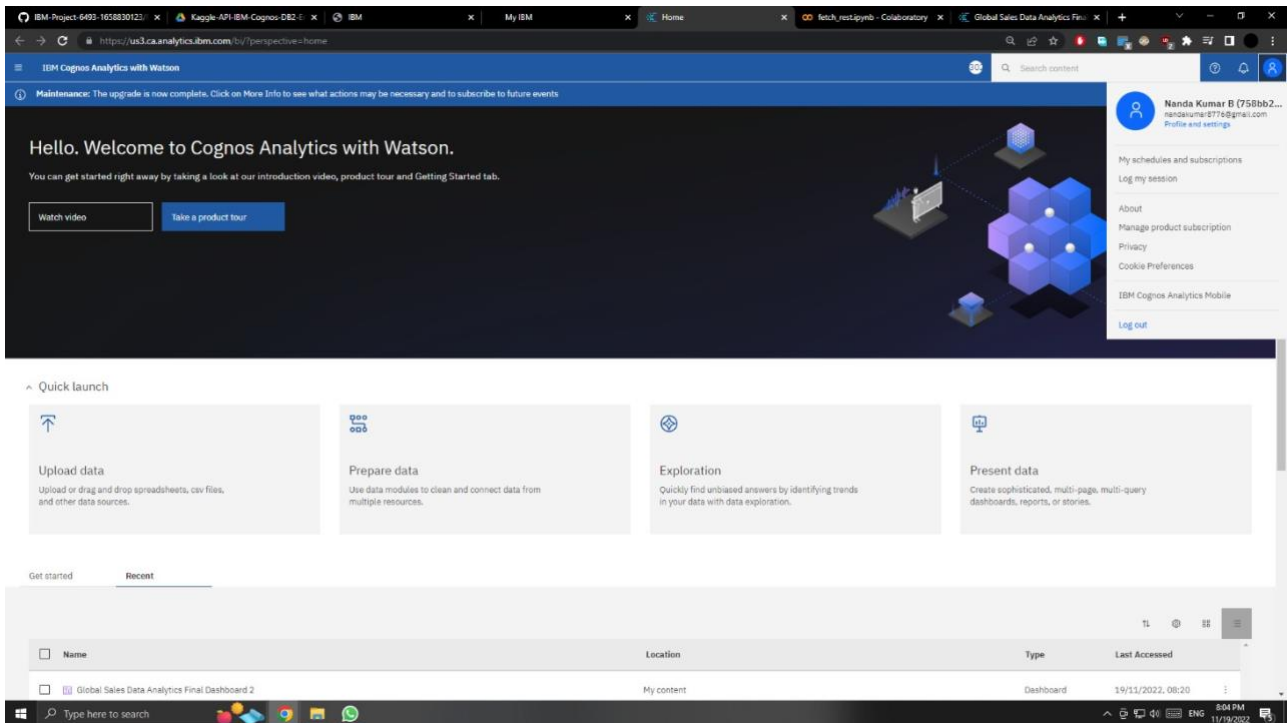 IBM-Project-6493-1658830123/
Kaggle-API-IBM-Cognos-DB2-E
IBM
My IBM
Home
fetch_rest.ipynb - Colaboratory
Global Sales Data Analytics Fina
https://us3.ca.analytics.ibm.com/bi/?perspective=home
IBM Cognos Analytics with Watson
Search content
Maintenance: The upgrade is now complete. Click on More Info to see what actions may be necessary and to subscribe to future events
Nanda Kumar B (758bb2...
nandakumar8776@gmail.com
Profile and settings
My schedules and subscriptions
Log my session
About
Manage product subscription
Privacy
Cookie Preferences
IBM Cognos Analytics Mobile
Log out
Hello. Welcome to Cognos Analytics with Watson.
You can get started right away by taking a look at our introduction video, product tour and Getting Started tab.
Watch video
Take a product tour
Quick launch
Upload data
Upload or drag and drop spreadsheets, csv files,
and other data sources.
Prepare data
Use data modules to clean and connect data from
multiple resources.
Exploration
Quickly find unbiased answers by identifying trends
in your data with data exploration.
Present data
Create sophisticated, multi-page, multi-query
dashboards, reports, or stories.
Get started
Recent
Name Location Type Last Accessed
Global Sales Data Analytics Final Dashboard 2 My content Dashboard 19/11/2022, 08:20
Type here to search
ENG
8:04 PM
11/19/2022